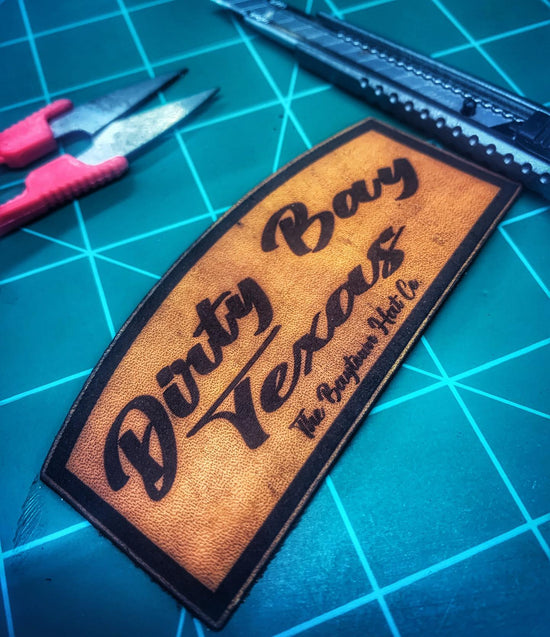 Dirty Bay
Texas
The Baytown Hat Co.